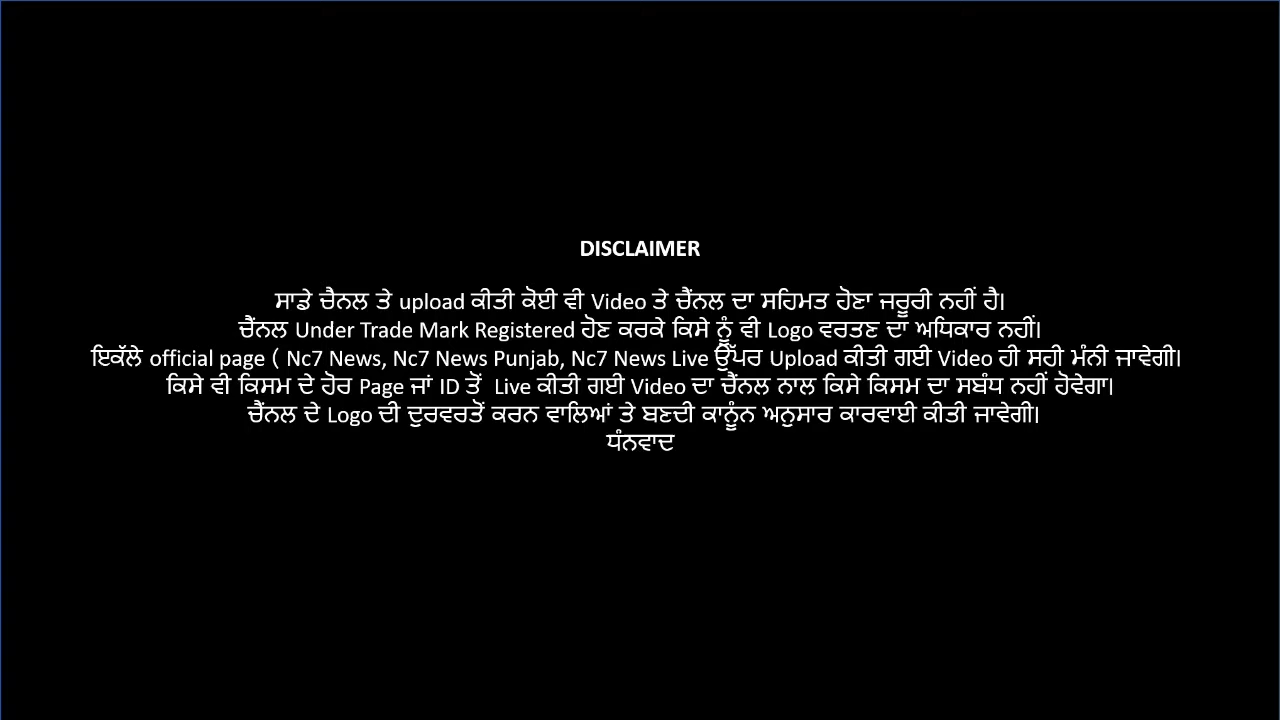 DISCLAIMER
ਸਾਡੇ ਚੈਨਲ ਤੇ upload ਕੀਤੀ ਕੋਈ ਵੀ Video ਤੇ ਚੈਂਨਲ ਦਾ ਸਹਿਮਤ ਹੋਣਾ ਜਰੂਰੀ ਨਹੀਂ ਹੈ।
ਚੈਂਨਲ Under Trade Mark Registered ਹੋਣ ਕਰਕੇ ਕਿਸੇ ਨੂੰ ਵੀ Logo ਵਰਤਣ ਦਾ ਅਧਿਕਾਰ ਨਹੀਂ।
ਇਕੱਲੇ official page ( Nc7 News, Nc7 News Punjab, Nc7 News Live ਉੱਪਰ Upload ਕੀਤੀ ਗਈ Video ਹੀ ਸਹੀ ਮੰਨੀ ਜਾਵੇਗੀ।
ਕਿਸੇ ਵੀ ਕਿਸਮ ਦੇ ਹੋਰ Page ਜਾਂ ID ਤੋਂ Live ਕੀਤੀ ਗਈ Video ਦਾ ਚੈਂਨਲ ਨਾਲ ਕਿਸੇ ਕਿਸਮ ਦਾ ਸਬੰਧ ਨਹੀਂ ਹੋਵੇਗਾ।
ਚੈਂਨਲ ਦੇ Logo ਦੀ ਦੁਰਵਰਤੋਂ ਕਰਨ ਵਾਲਿਆਂ ਤੇ ਬਣਦੀ ਕਾਨੂੰਨ ਅਨੁਸਾਰ ਕਾਰਵਾਈ ਕੀਤੀ ਜਾਵੇਗੀ।
ਧੰਨਵਾਦ